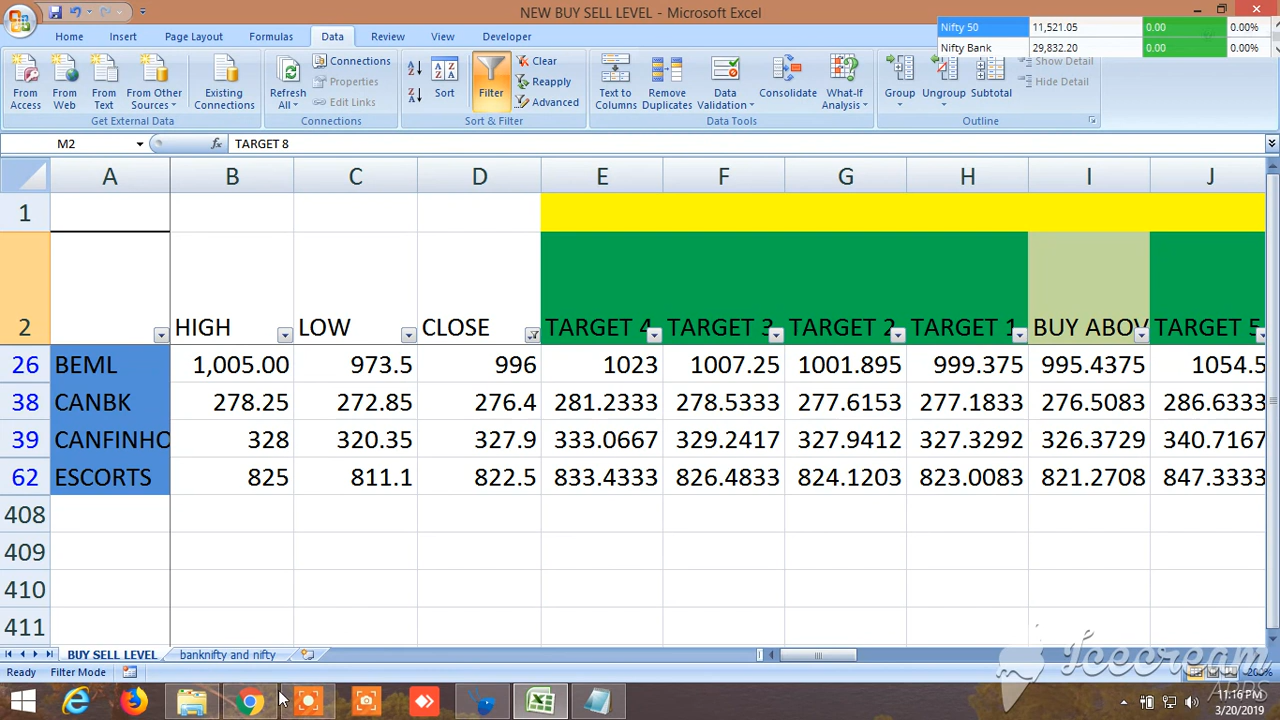 NEW BUY SELL LEVEL - Microsoft Excel
Nifty 50 11,521.05 0.00 0.00%
Nifty Bank 29,832.20 0.00 0.00%
Home Insert Page Layout Formulas Data Review View Developer
From Access
From Web
From Text
From Other Sources
Existing Connections
Get External Data
Refresh All
Connections
Properties
Edit Links
Connections
Sort
Filter
Clear
Reapply
Advanced
Sort & Filter
Text to Columns
Remove Duplicates
Data Validation
Consolidate
What-If Analysis
Data Tools
Group
Ungroup
Subtotal
Show Detail
Hide Detail
Outline
M2 fx TARGET 8
A B C D E F G H I J
1
2 HIGH LOW CLOSE TARGET 4 TARGET 3 TARGET 2 TARGET 1 BUY ABOV TARGET 5
26 BEML 1,005.00 973.5 996 1023 1007.25 1001.895 999.375 995.4375 1054.5
38 CANBK 278.25 272.85 276.4 281.2333 278.5333 277.6153 277.1833 276.5083 286.6333
39 CANFINHO 328 320.35 327.9 333.0667 329.2417 327.9412 327.3292 326.3729 340.7167
62 ESCORTS 825 811.1 822.5 833.4333 826.4833 824.1203 823.0083 821.2708 847.3333
408
409
410
411
BUY SELL LEVEL banknifty and nifty
Ready Filter Mode 200%
Icecream
APPS
11:16 PM
3/20/2019